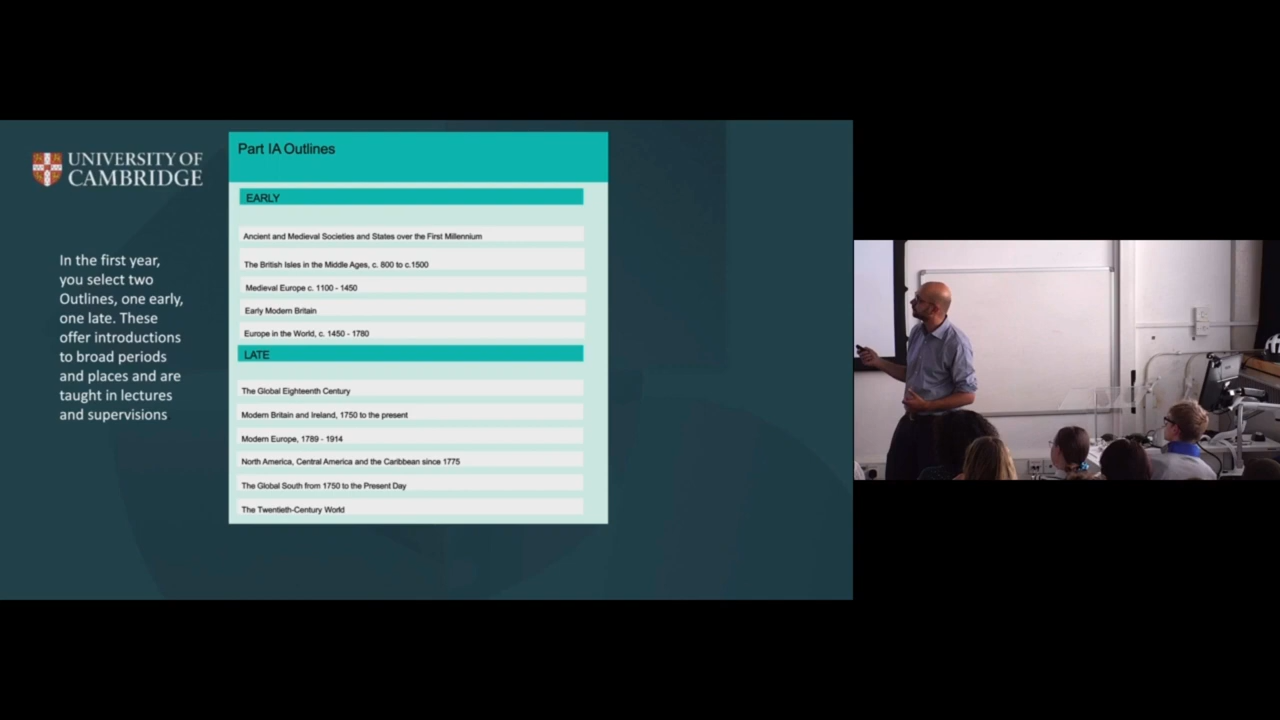 UNIVERSITY OF
CAMBRIDGE
In the first year,
you select two
Outlines, one early,
one late. These
offer introductions
to broad periods
and places and are
taught in lectures
and supervisions
Part IA Outlines
EARLY
Ancient and Medieval Societies and States over the First Millennium
The British Isles in the Middle Ages, c. 800 to c.1500
Medieval Europe c. 1100 - 1450
Early Modern Britain
Europe in the World, c. 1450 - 1780
LATE
The Global Eighteenth Century
Modern Britain and Ireland, 1750 to the present
Modern Europe, 1789 - 1914
North America, Central America and the Caribbean since 1775
The Global South from 1750 to the Present Day
The Twentieth-Century World